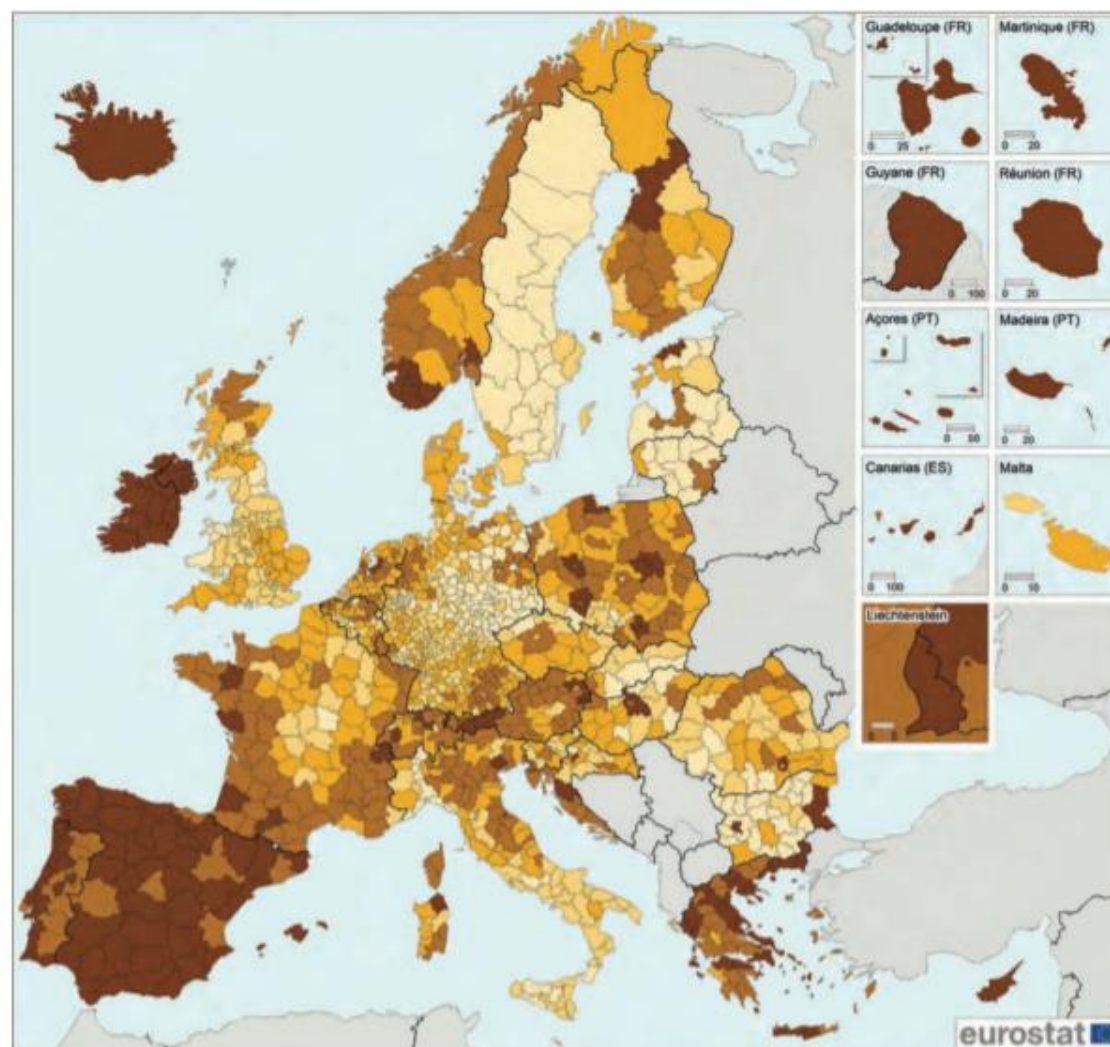 Guadeloupe (FR)
0 25
Martinique (FR)
0 20
Guyane (FR)
0 100
Réunion (FR)
0 20
Açores (PT)
0 50
Madeira (PT)
0 20
Canarias (ES)
0 100
Malta
0 10
Liechtenstein
eurostat